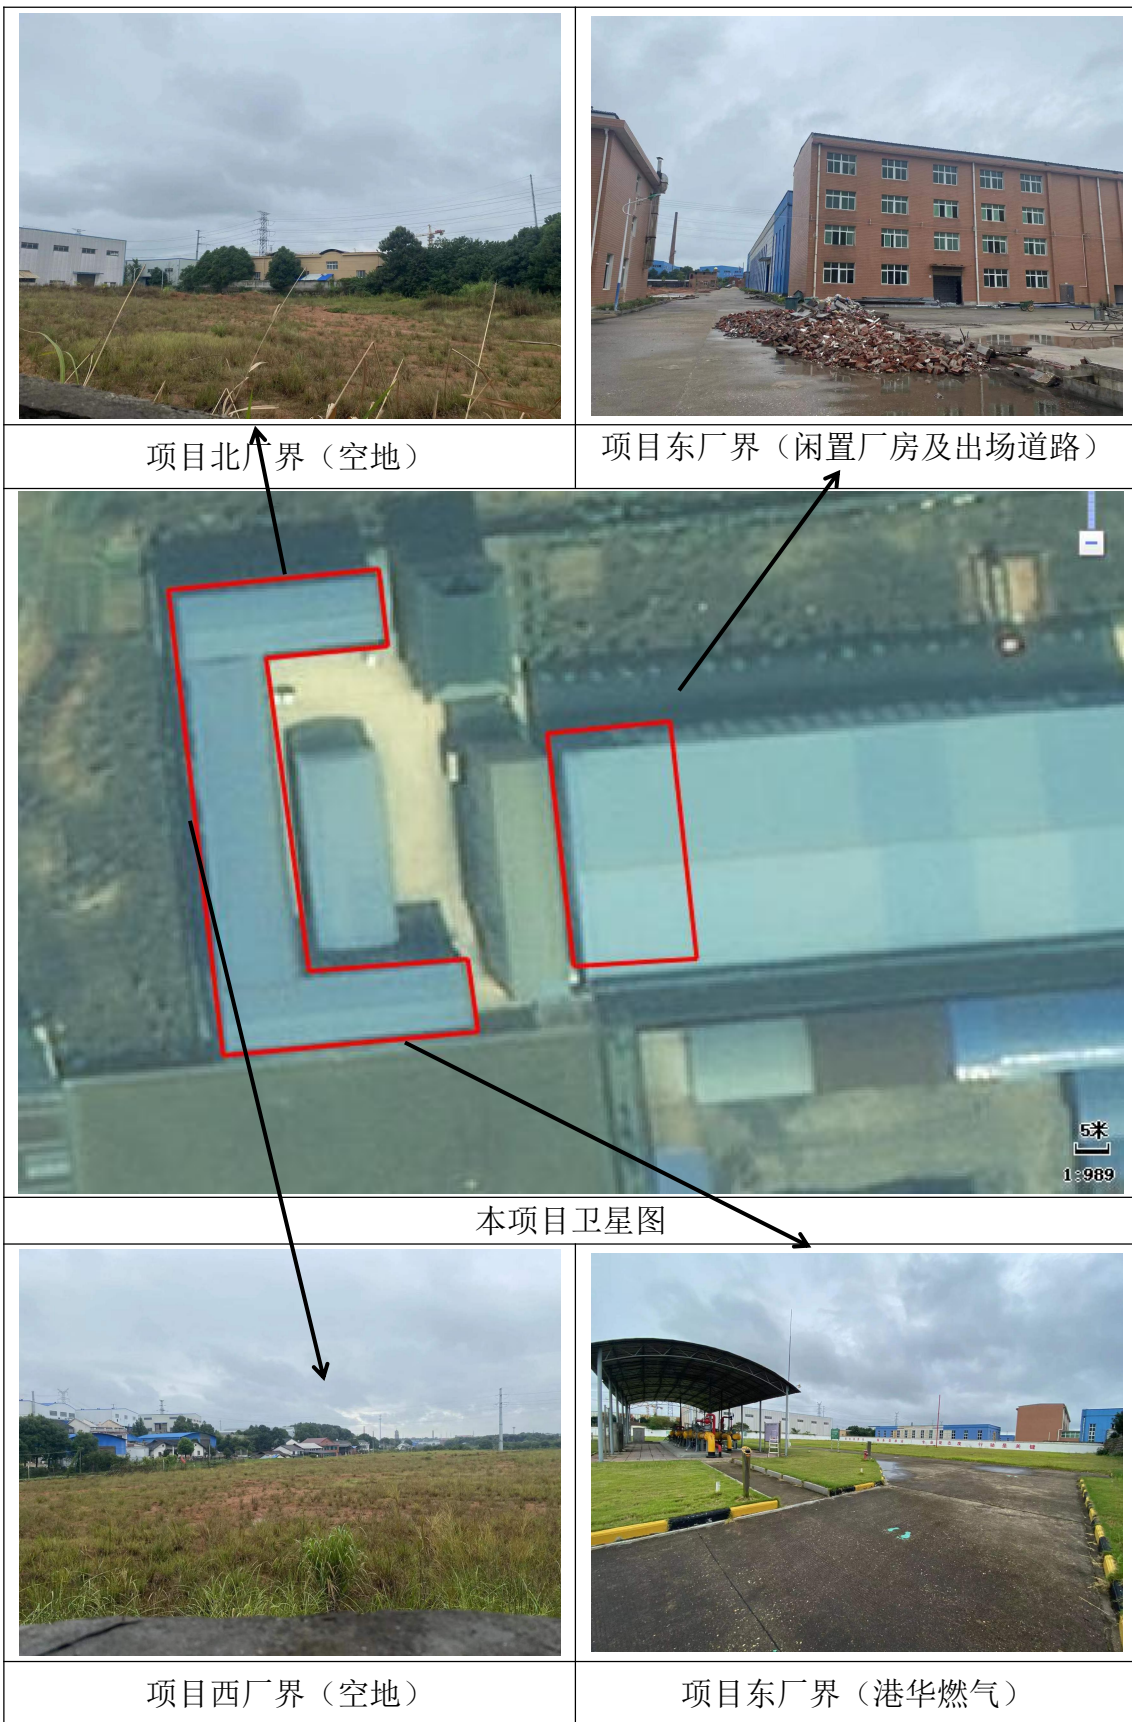 项目北厂界（空地）
项目东厂界（闲置厂房及出场道路）
5米
1:989
本项目卫星图
项目西厂界（空地）
项目东厂界（港华燃气）